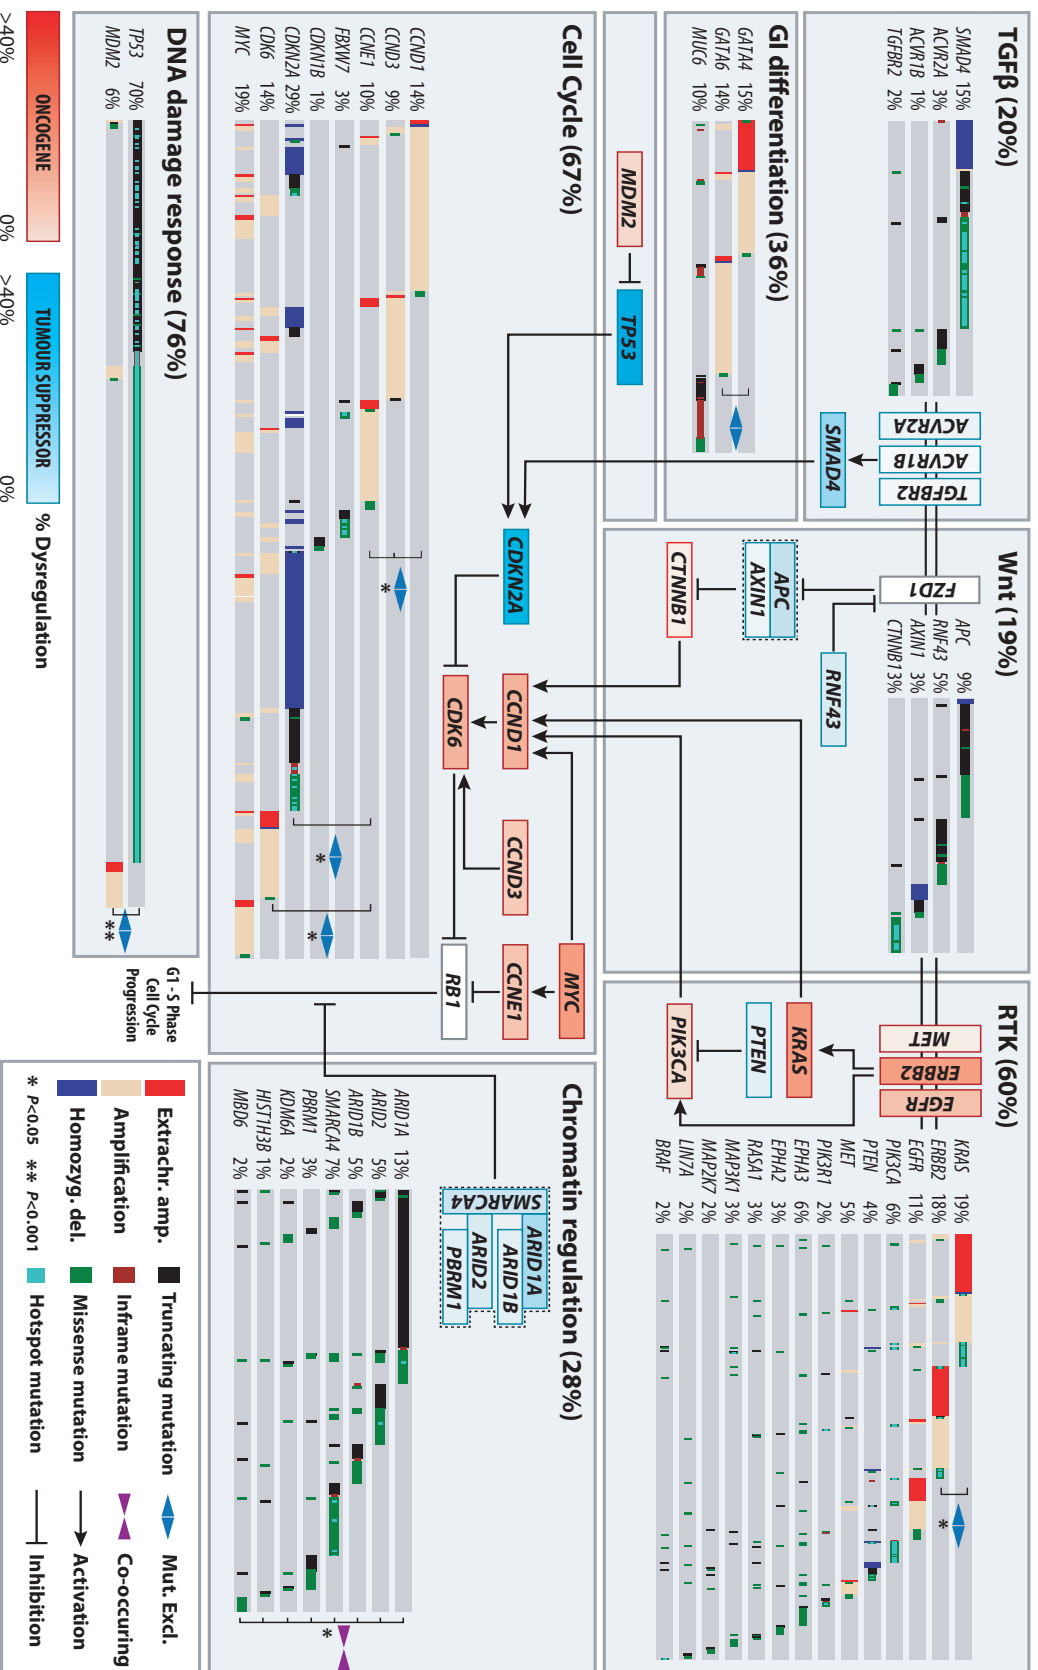 TGFβ (20%)
SMAD4 15%
ACVR2A 3%
ACVR1B 1%
TGFBR2 2%
ACVR2A
ACVR1B
TGFBR2
SMAD4
Wnt (19%)
FZD1
APC 9%
RNF43 5%
AXIN1 3%
CTNNB1 3%
RNF43
APC
AXIN1
CTNNB1
RTK (60%)
MET
ERBB2
EGFR
KRAS
PTEN
PIK3CA
KRAS 19%
ERBB2 18%
EGFR 11%
PIK3CA 6%
PTEN 4%
MET 5%
PIK3R1 2%
EPHA3 6%
EPHA2 3%
RASA1 3%
MAP3K1 3%
MAP2K7 2%
LIN7A 2%
BRAF 2%
*
GI differentiation (36%)
GATA4 15%
GATA6 14%
MUC6 10%
MDM2
TP53
Cell Cycle (67%)
CDKN2A
CCND1
CDK6
CCND3
MYC
CCNE1
RB1
CCND1 14%
CCND3 9%
CCNE1 10%
FBXW7 3%
CDKN1B 1%
CDKN2A 29%
CDK6 14%
MYC 19%
*
*
*
G1 - S Phase
Cell Cycle
Progression
Chromatin regulation (28%)
SMARCA4
ARID1A
ARID1B
ARID2
PBRM1
ARID1A 13%
ARID2 5%
ARID1B 5%
SMARCA4 7%
PBRM1 3%
KDM6A 2%
HIST1H3B 1%
MBD6 2%
*
DNA damage response (76%)
TP53 70%
MDM2 6%
**
ONCOGENE
>40% 0%
TUMOUR SUPPRESSOR
>40% 0%
% Dysregulation
Extrachr. amp.
Amplification
Homozyg. del.
* P<0.05 ** P<0.001
Truncating mutation
Inframe mutation
Missense mutation
Hotspot mutation
Mut. Excl.
Co-occuring
Activation
Inhibition